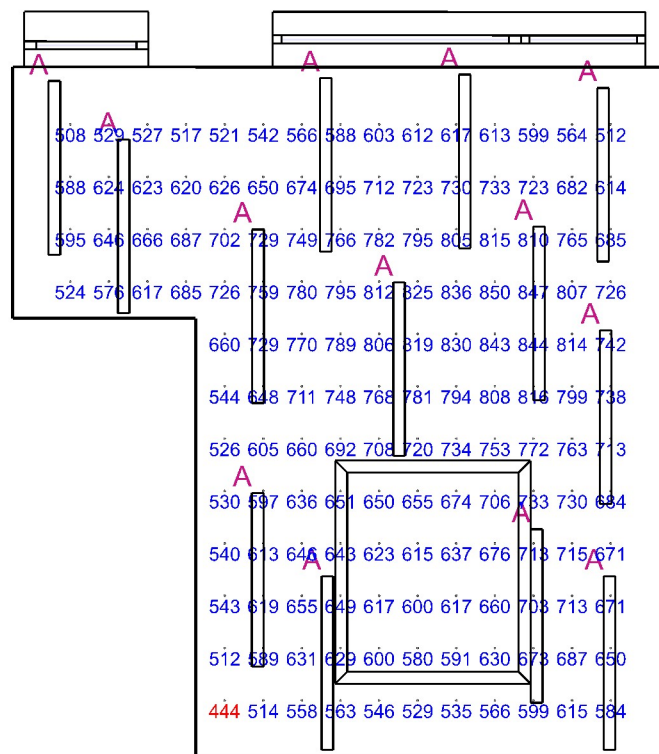 A A A A
A
508 529 527 517 521 542 566 588 603 612 617 613 599 564 512
588 624 623 620 626 650 674 695 712 723 730 733 723 682 614
A A
595 646 666 687 702 729 749 766 782 795 805 815 810 765 685
A
524 576 617 685 726 759 780 795 812 825 836 850 847 807 726
A
660 729 770 789 806 819 830 843 844 814 742
544 648 711 748 768 781 794 808 816 799 738
526 605 660 692 708 720 734 753 772 763 713
A
530 597 636 651 650 655 674 706 733 730 684
A
540 613 646 643 623 615 637 676 713 715 671
A A
543 619 655 649 617 600 617 660 703 713 671
512 589 631 629 600 580 591 630 673 687 650
444 514 558 563 546 529 535 566 599 615 584